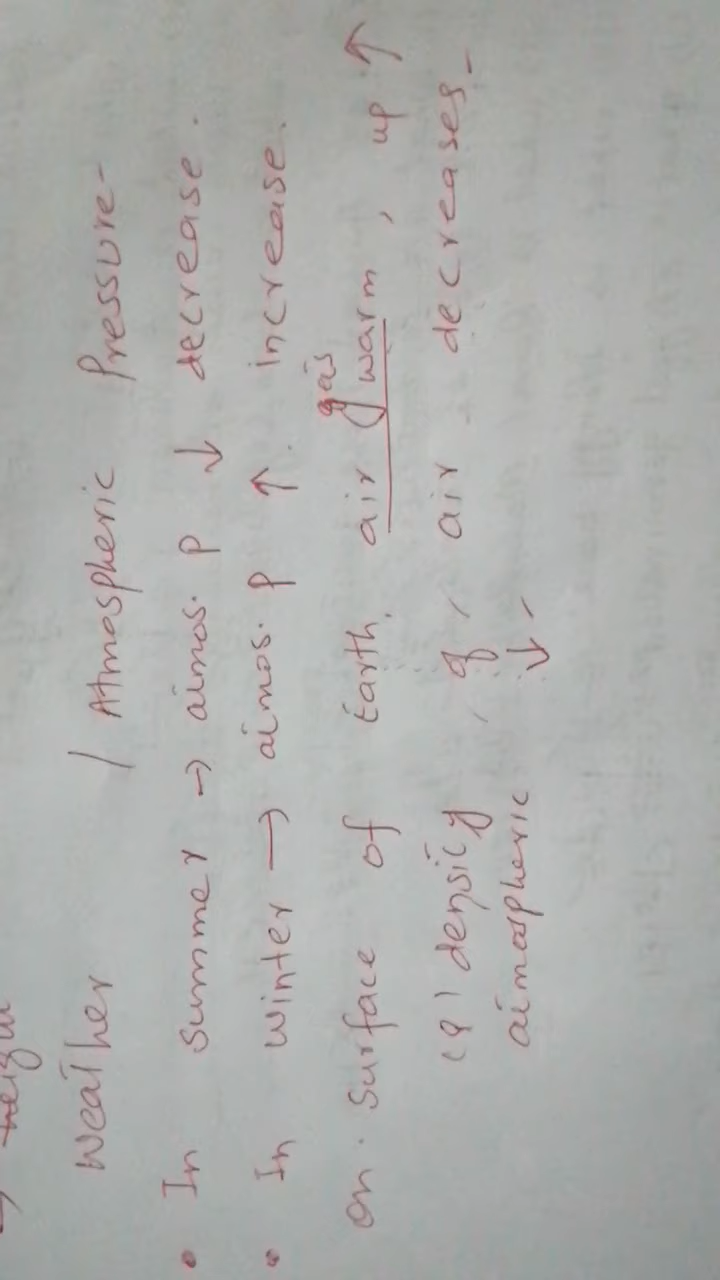 → height
Weather / Atmospheric Pressure-
• In summer → atmos. P ↓ decrease.
• In winter → atmos. P ↑. increase.
gas
on. Surface of Earth, air warm, up ↑
(ρ) density of, air decreases-
atmospheric ↓-